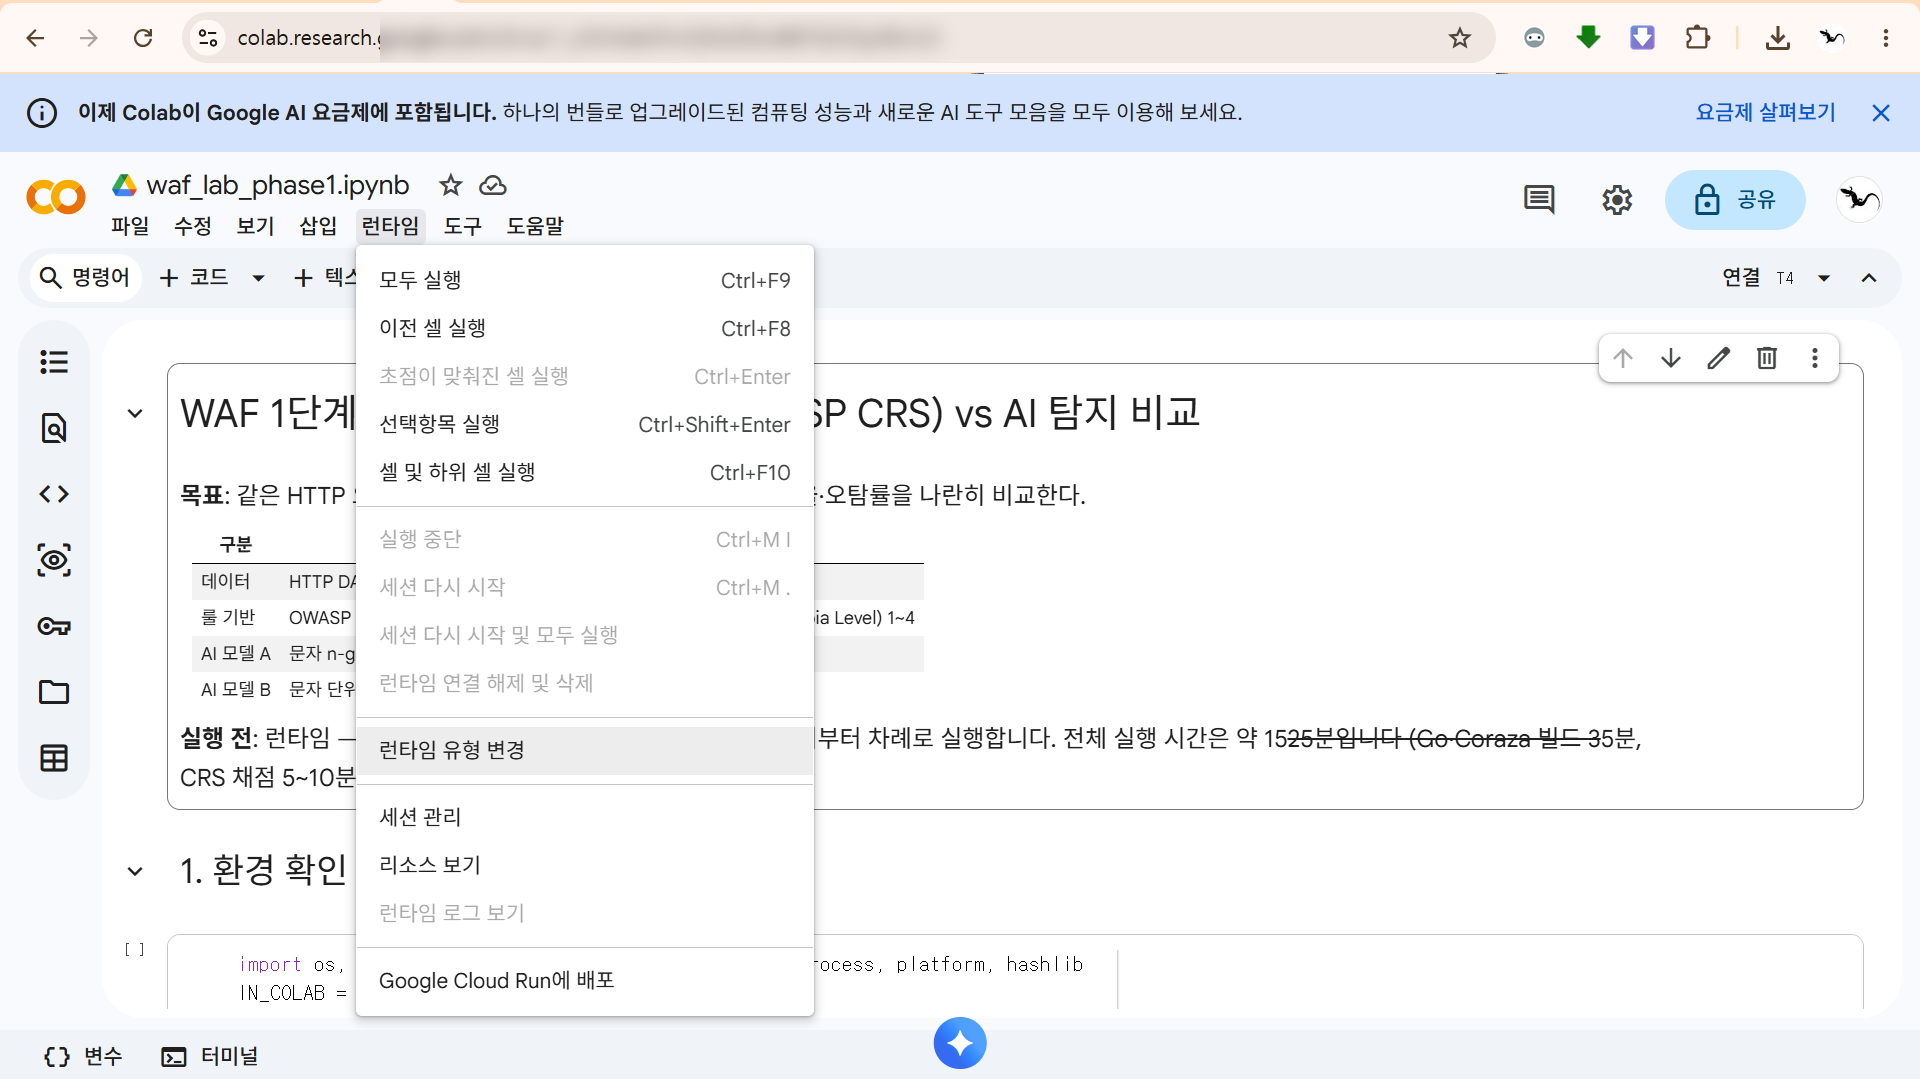 colab.research.g
이제 Colab이 Google AI 요금제에 포함됩니다. 하나의 번들로 업그레이드된 컴퓨팅 성능과 새로운 AI 도구 모음을 모두 이용해 보세요.
요금제 살펴보기
waf_lab_phase1.ipynb
파일 수정 보기 삽입 런타임 도구 도움말
공유
명령어 + 코드 + 텍스
연결 T4
모두 실행 Ctrl+F9
이전 셀 실행 Ctrl+F8
초점이 맞춰진 셀 실행 Ctrl+Enter
선택항목 실행 Ctrl+Shift+Enter
셀 및 하위 셀 실행 Ctrl+F10
실행 중단 Ctrl+M I
세션 다시 시작 Ctrl+M .
세션 다시 시작 및 모두 실행
런타임 연결 해제 및 삭제
런타임 유형 변경
세션 관리
리소스 보기
런타임 로그 보기
Google Cloud Run에 배포
WAF 1단계 SP CRS) vs AI 탐지 비교
목표: 같은 HTTP ·오탐률을 나란히 비교한다.
구분
데이터 HTTP DA
룰 기반 OWASP ia Level) 1~4
AI 모델 A 문자 n-g
AI 모델 B 문자 단위
실행 전: 런타임 — 부터 차례로 실행합니다. 전체 실행 시간은 약 1525분입니다 (Go·Coraza 빌드 35분,
CRS 채점 5~10분
1. 환경 확인
[ ]
import os, rocess, platform, hashlib
IN_COLAB =
변수 터미널